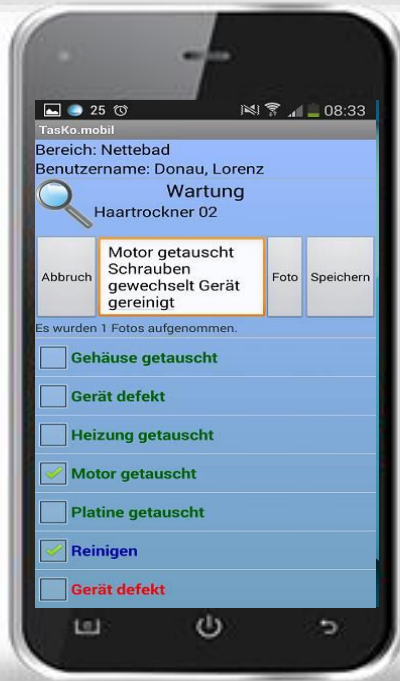 25 08:33
TasKo.mobil
Bereich: Nettebad
Benutzername: Donau, Lorenz
Wartung
Haartrockner 02
Abbruch
Motor getauscht
Schrauben
gewechselt Gerät
gereinigt
Foto
Speichern
Es wurden 1 Fotos aufgenommen.
Gehäuse getauscht
Gerät defekt
Heizung getauscht
Motor getauscht
Platine getauscht
Reinigen
Gerät defekt